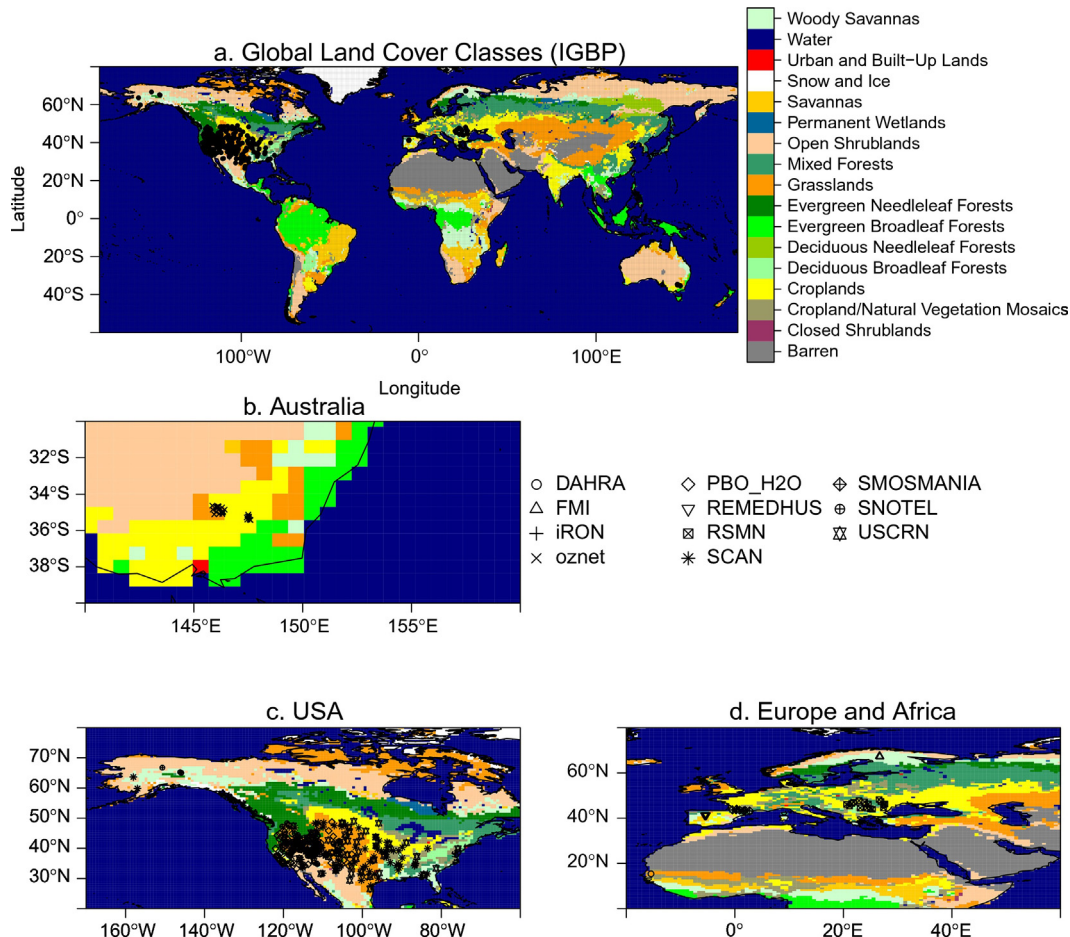 a. Global Land Cover Classes (IGBP)
Latitude
60°N
40°N
20°N
0°
20°S
40°S
100°W
0°
100°E
Longitude
Woody Savannas
Water
Urban and Built−Up Lands
Snow and Ice
Savannas
Permanent Wetlands
Open Shrublands
Mixed Forests
Grasslands
Evergreen Needleleaf Forests
Evergreen Broadleaf Forests
Deciduous Needleleaf Forests
Deciduous Broadleaf Forests
Croplands
Cropland/Natural Vegetation Mosaics
Closed Shrublands
Barren
b. Australia
32°S
34°S
36°S
38°S
145°E
150°E
155°E
DAHRA
FMI
iRON
oznet
PBO_H2O
REMEDHUS
RSMN
SCAN
SMOSMANIA
SNOTEL
USCRN
c. USA
70°N
60°N
50°N
40°N
30°N
160°W
140°W
120°W
100°W
80°W
d. Europe and Africa
60°N
40°N
20°N
0°
20°E
40°E